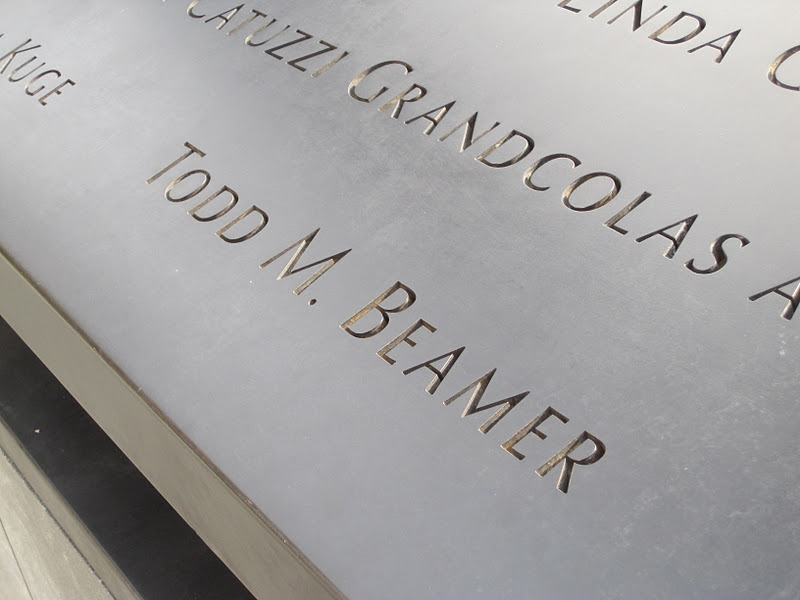 LINDA
CATUZZI GRANDCOLAS A
KUGE
TODD M. BEAMER